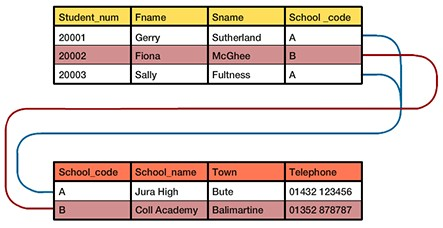 Student_num Fname Sname School _code
20001 Gerry Sutherland A
20002 Fiona McGhee B
20003 Sally Fultness A
School_code School_name Town Telephone
A Jura High Bute 01432 123456
B Coll Academy Balimartine 01352 878787